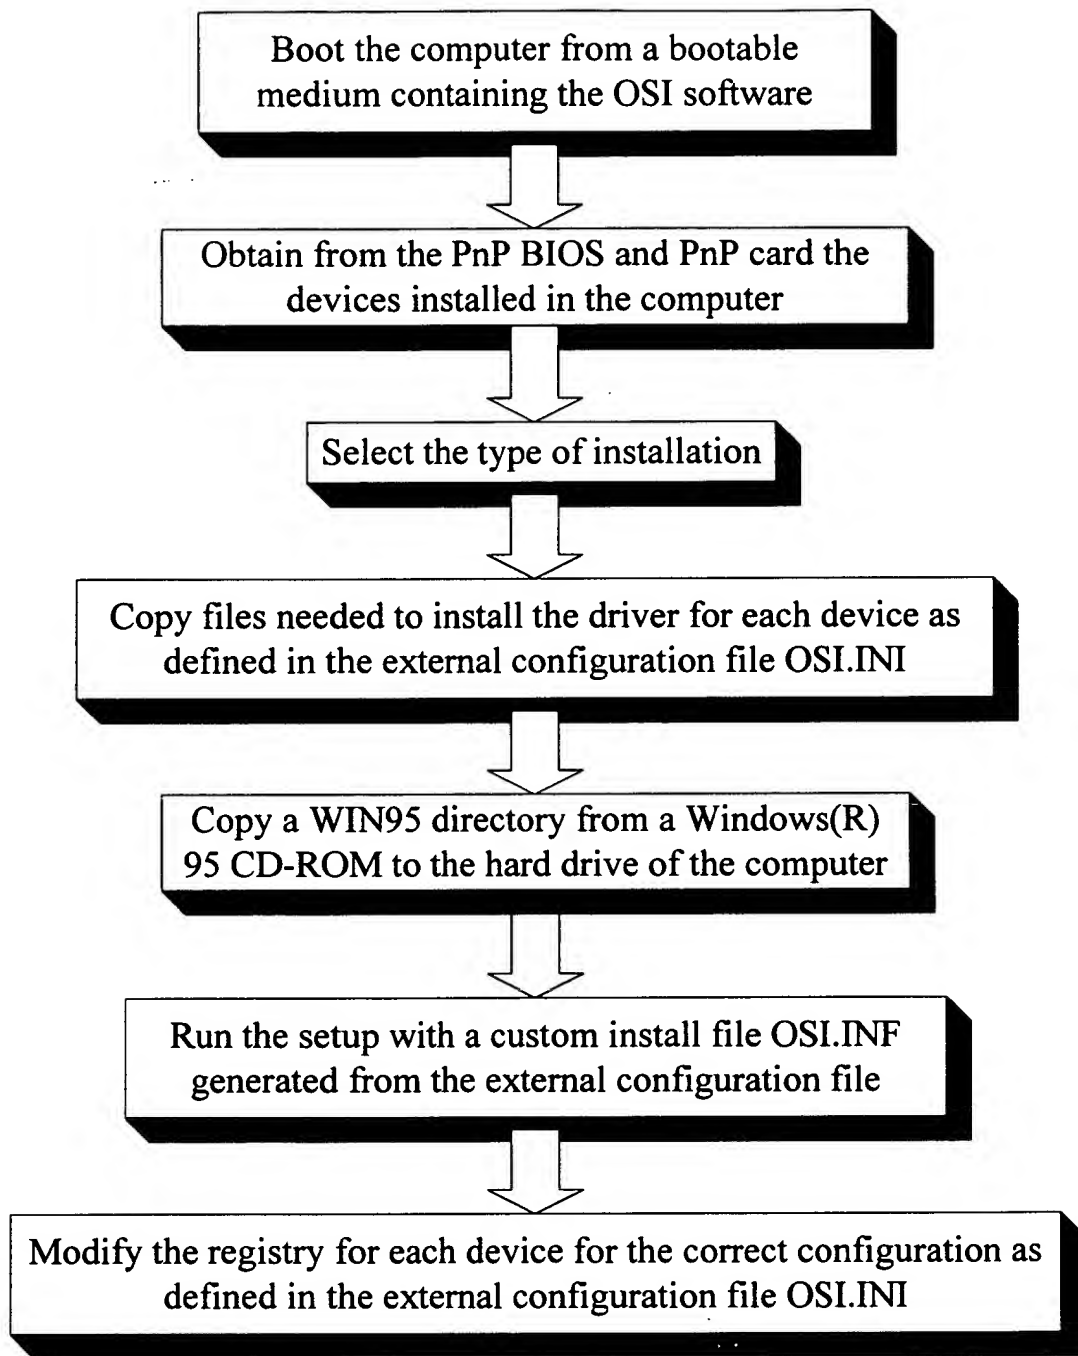 Boot the computer from a bootable
medium containing the OSI software
Obtain from the PnP BIOS and PnP card the
devices installed in the computer
Select the type of installation
Copy files needed to install the driver for each device as
defined in the external configuration file OSI.INI
Copy a WIN95 directory from a Windows(R)
95 CD-ROM to the hard drive of the computer
Run the setup with a custom install file OSI.INF
generated from the external configuration file
Modify the registry for each device for the correct configuration as
defined in the external configuration file OSI.INI